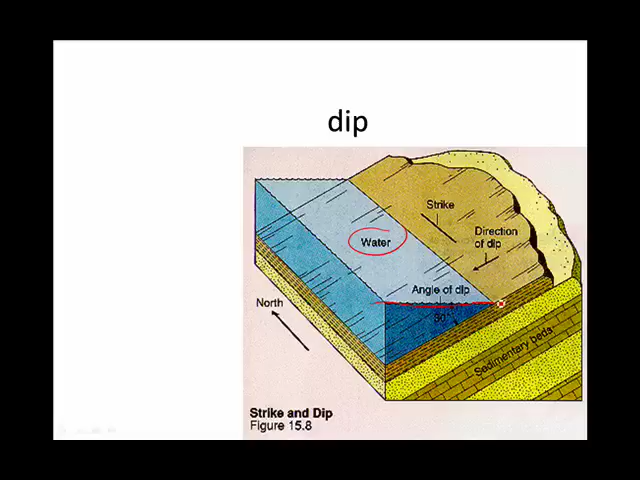 dip
Strike
Direction
of dip
Water
Angle of dip
North
30°
Sedimentary beds
Strike and Dip
Figure 15.8